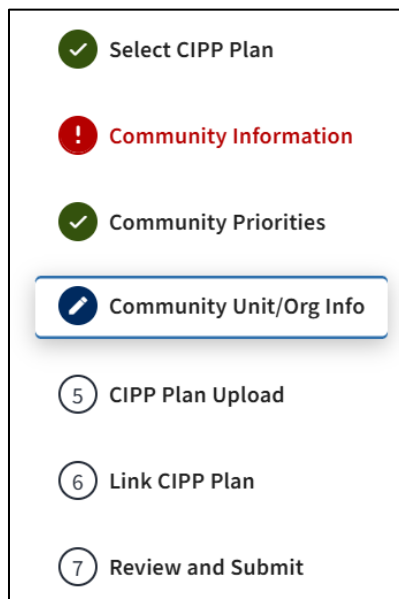 Select CIPP Plan
! Community Information
Community Priorities
Community Unit/Org Info
5 CIPP Plan Upload
6 Link CIPP Plan
7 Review and Submit